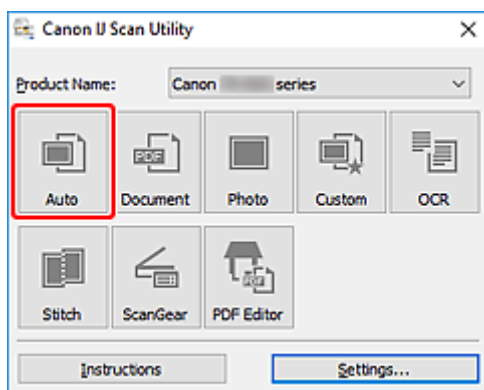 Canon IJ Scan Utility
Product Name: Canon series
Auto Document Photo Custom OCR
PDF
Stitch ScanGear PDF Editor
Instructions Settings...